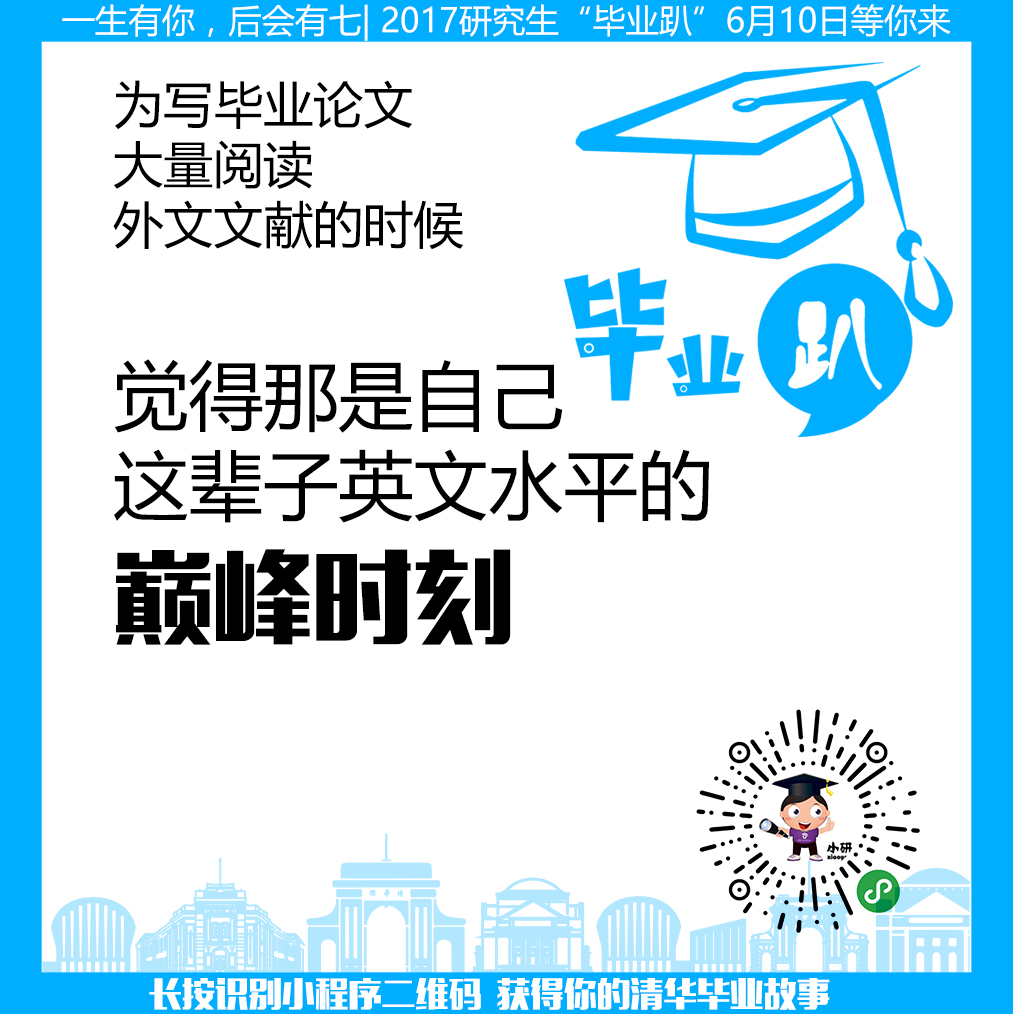 一生有你，后会有七| 2017研究生“毕业趴”6月10日等你来
为写毕业论文
大量阅读
外文文献的时候
毕业趴
觉得那是自己
这辈子英文水平的
巅峰时刻
小研
长按识别小程序二维码 获得你的清华毕业故事